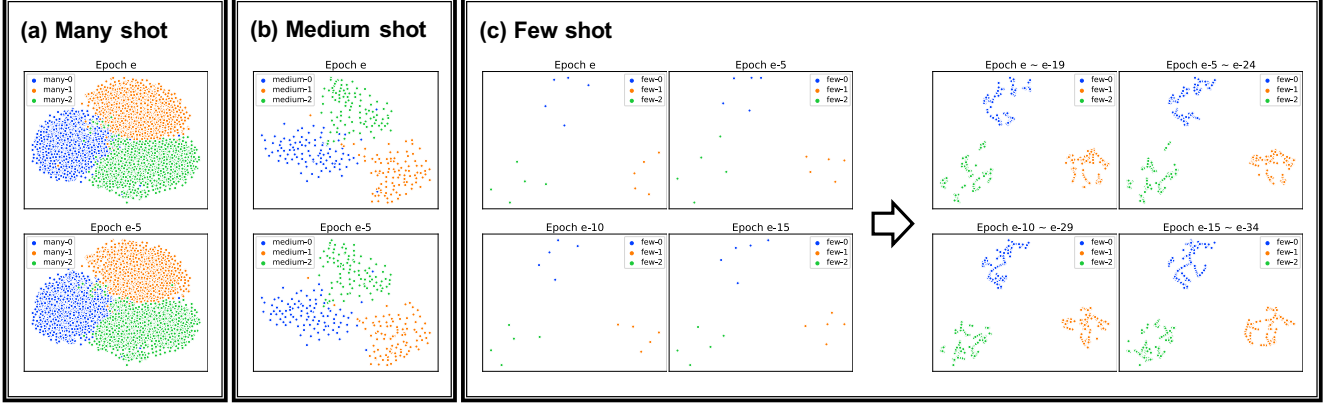 (a) Many shot
Epoch e
many-0
many-1
many-2
Epoch e-5
many-0
many-1
many-2
(b) Medium shot
Epoch e
medium-0
medium-1
medium-2
Epoch e-5
medium-0
medium-1
medium-2
(c) Few shot
Epoch e
few-0
few-1
few-2
Epoch e-5
few-0
few-1
few-2
Epoch e-10
few-0
few-1
few-2
Epoch e-15
few-0
few-1
few-2
Epoch e ~ e-19
few-0
few-1
few-2
Epoch e-5 ~ e-24
few-0
few-1
few-2
Epoch e-10 ~ e-29
few-0
few-1
few-2
Epoch e-15 ~ e-34
few-0
few-1
few-2